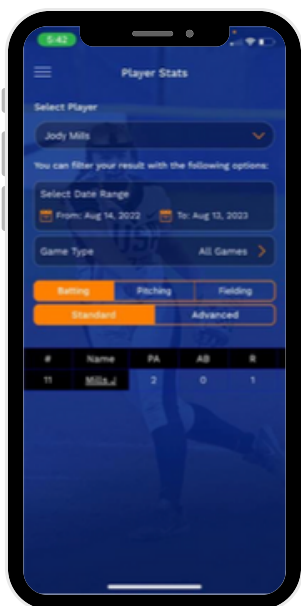 5:42
Player Stats
Select Player
Jody Mills
You can filter your result with the following options:
Select Date Range
From: Aug 14, 2022 To: Aug 13, 2023
Game Type All Games
Batting Pitching Fielding
Standard Advanced
# Name PA AB R
11 Mills J 2 0 1